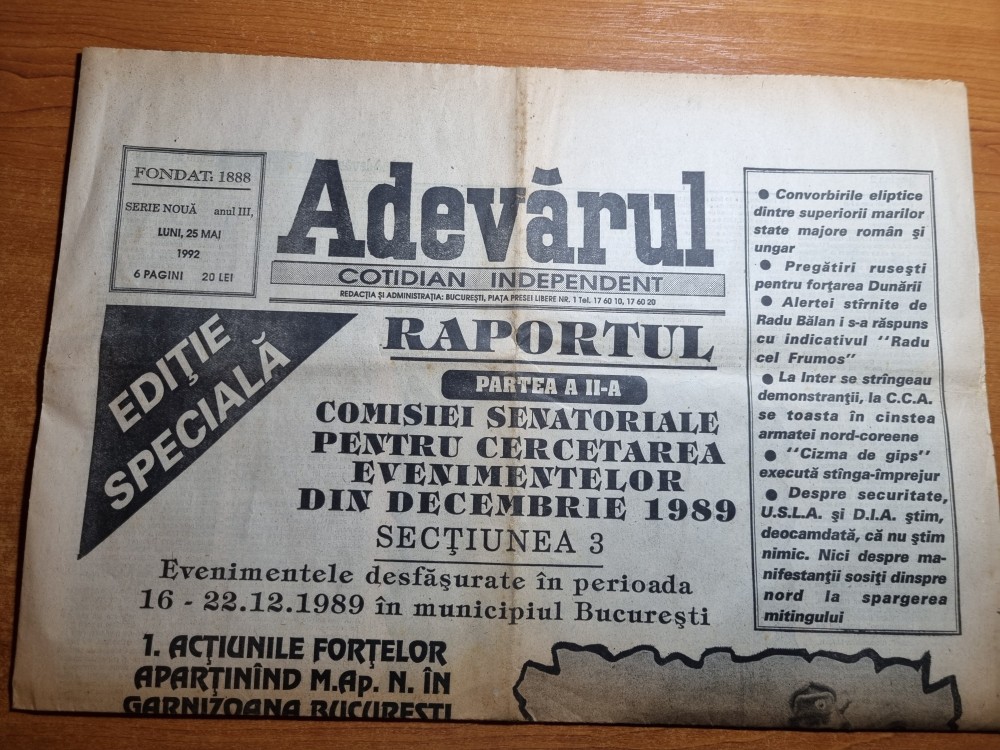 FONDAT: 1888
SERIE NOUĂ anul III,
LUNI, 25 MAI
1992
6 PAGINI 20 LEI
Adevărul
COTIDIAN INDEPENDENT
REDACȚIA ȘI ADMINISTRAȚIA: BUCUREȘTI, PIAȚA PRESEI LIBERE NR. 1 Tel. 17 60 10, 17 60 20
EDIȚIE
SPECIALĂ
RAPORTUL
PARTEA A II-A
COMISIEI SENATORIALE
PENTRU CERCETAREA
EVENIMENTELOR
DIN DECEMBRIE 1989
SECȚIUNEA 3
Evenimentele desfășurate în perioada
16 - 22.12.1989 în municipiul București
1. ACȚIUNILE FORȚELOR
APARȚINÎND M.Ap. N. ÎN
GARNIZOANA BUCUREȘTI
● Convorbirile eliptice
dintre superiorii marilor
state majore român și
ungar
● Pregătiri rusești
pentru forțarea Dunării
● Alertei stîrnite de
Radu Bălan i s-a răspuns
cu indicativul "Radu
cel Frumos"
● La Inter se strîngeau
demonstranții, la C.C.A.
se toasta în cinstea
armatei nord-coreene
● "Cizma de gips"
execută stînga-împrejur
● Despre securitate,
U.S.L.A. și D.I.A. știm,
deocamdată, că nu știm
nimic. Nici despre ma-
nifestanții sosiți dinspre
nord la spargerea
mitingului